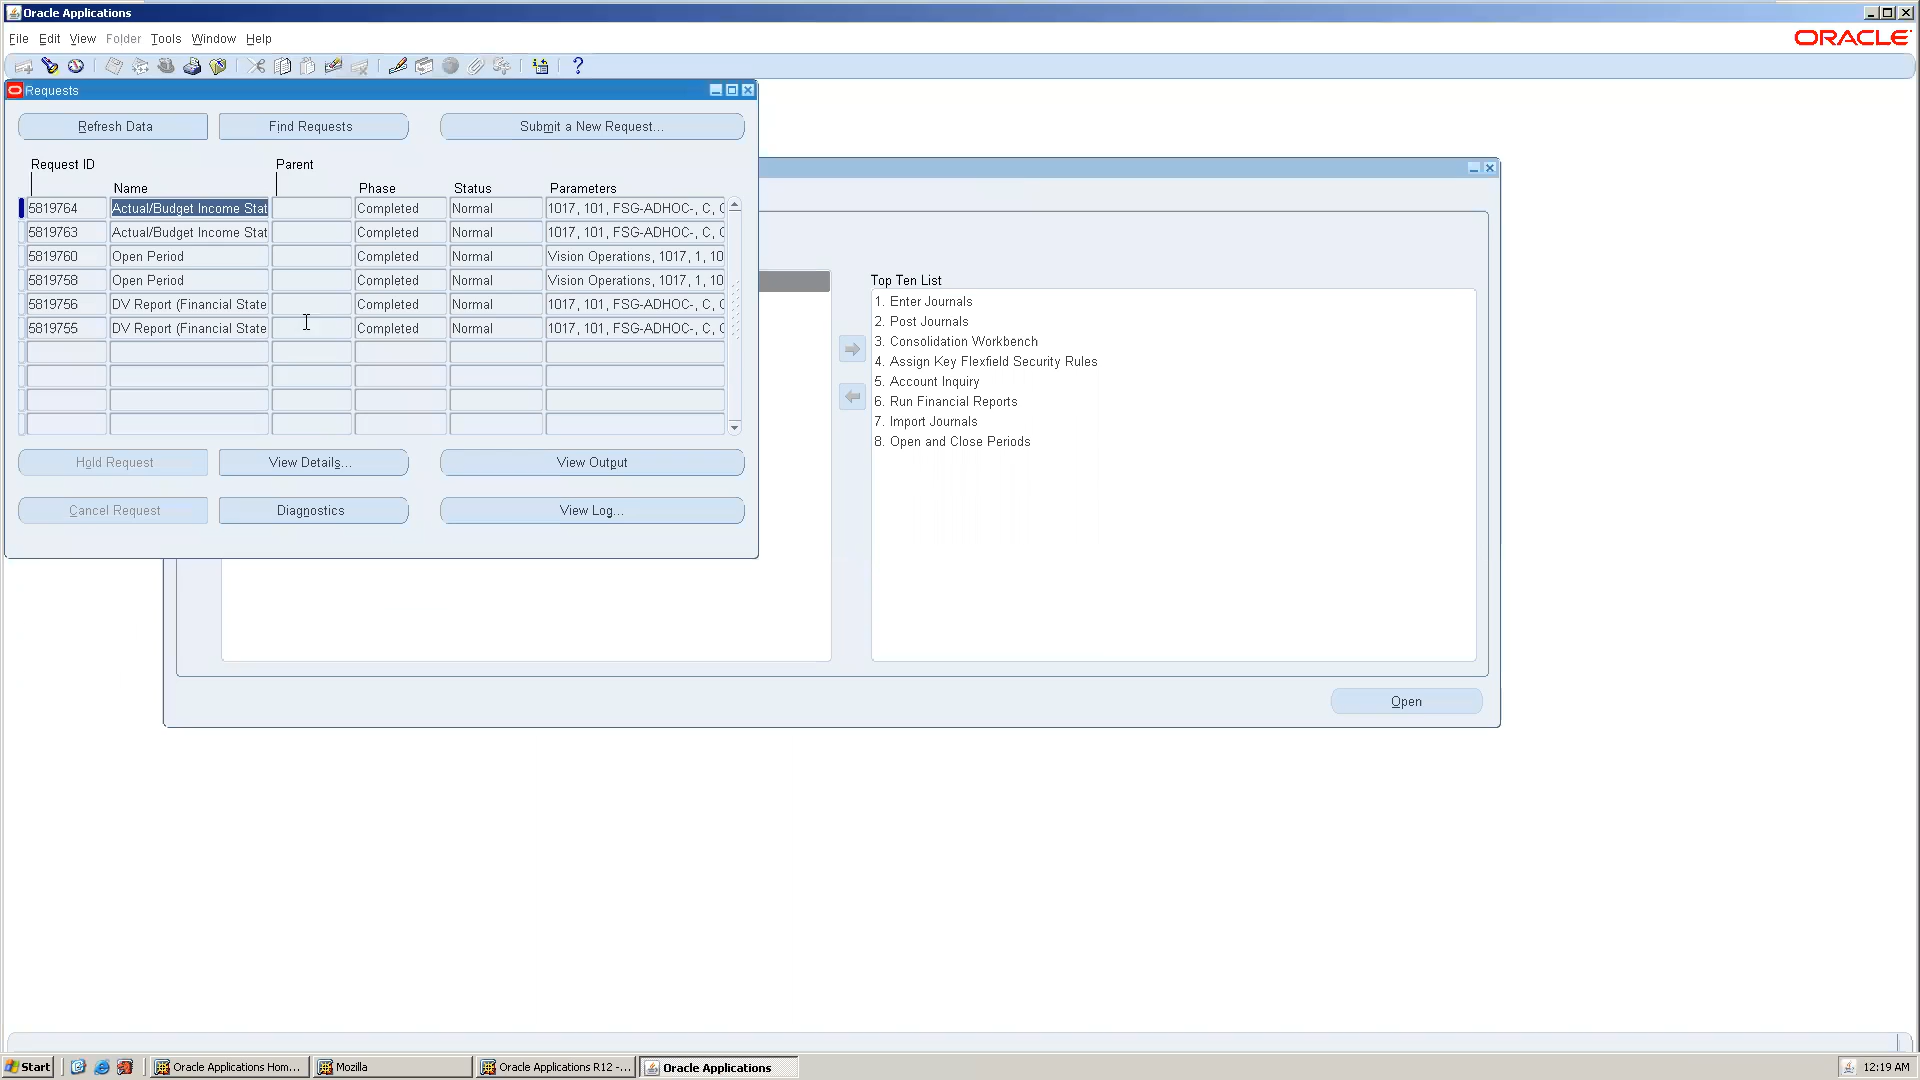 Oracle Applications
File Edit View Folder Tools Window Help
ORACLE
Requests
Refresh Data Find Requests Submit a New Request...
Request ID Parent
Name Phase Status Parameters
5819764 Actual/Budget Income Stat Completed Normal 1017, 101, FSG-ADHOC-, C, C
5819763 Actual/Budget Income Stat Completed Normal 1017, 101, FSG-ADHOC-, C, C
5819760 Open Period Completed Normal Vision Operations, 1017, 1, 10
5819758 Open Period Completed Normal Vision Operations, 1017, 1, 10
5819756 DV Report (Financial State Completed Normal 1017, 101, FSG-ADHOC-, C, C
5819755 DV Report (Financial State Completed Normal 1017, 101, FSG-ADHOC-, C, C
Hold Request View Details... View Output
Cancel Request Diagnostics View Log...
Top Ten List
1. Enter Journals
2. Post Journals
3. Consolidation Workbench
4. Assign Key Flexfield Security Rules
5. Account Inquiry
6. Run Financial Reports
7. Import Journals
8. Open and Close Periods
Open
Start Oracle Applications Hom... Mozilla Oracle Applications R12 -... Oracle Applications 12:19 AM